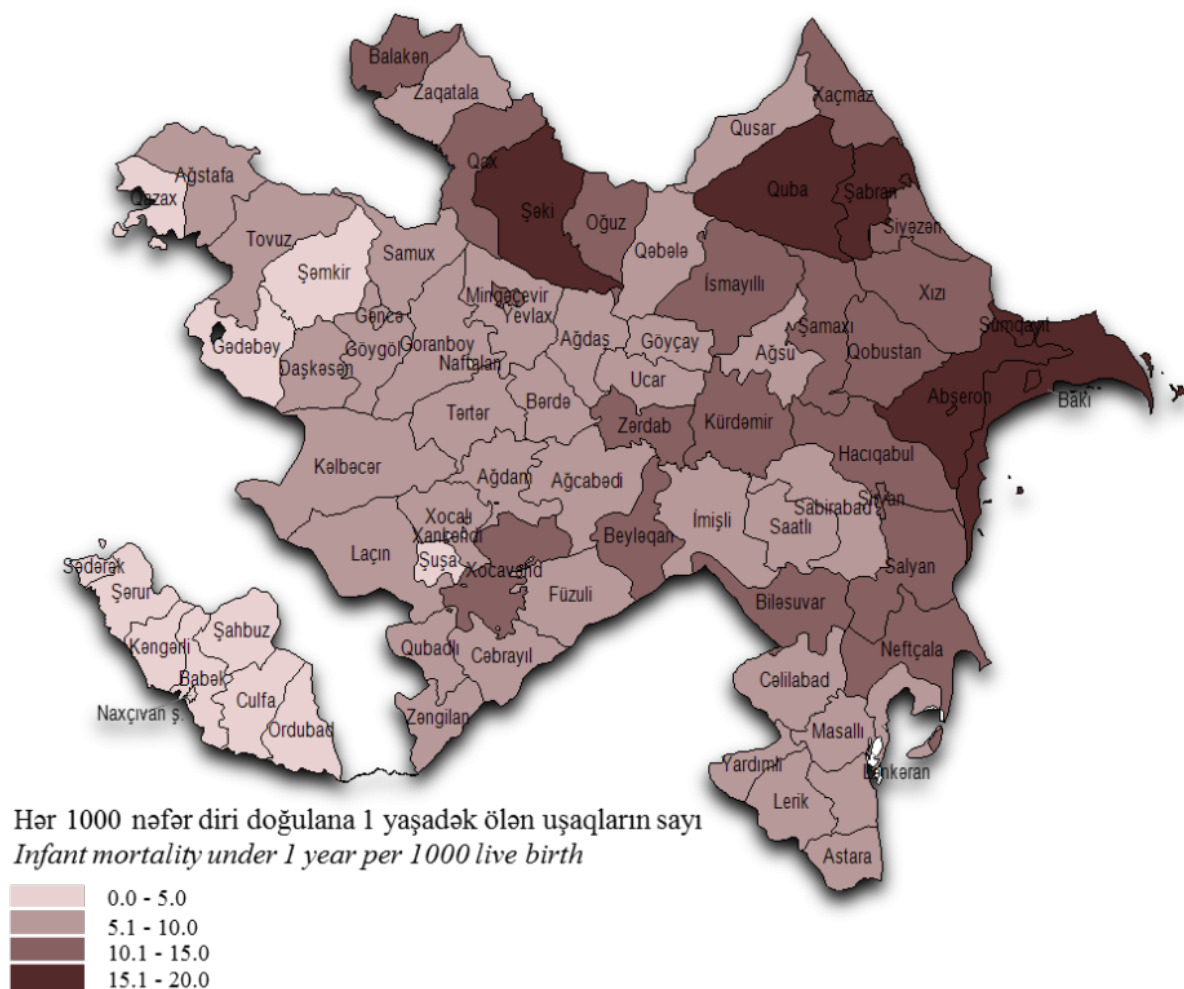 Balakən
Zaqatala
Xaçmaz
Qusar
Qax
Ağstafa
Qazax
Quba
Şabran
Şəki
Oğuz
Siyəzən
Tovuz
Samux
Qəbələ
Şəmkir
İsmayıllı
Xızı
Mingəçevir
Yevlax
Gəncə
Sumqayıt
Şamaxı
Gədəbəy
Göygöl
Goranboy
Ağdaş
Göyçay
Ağsu
Qobustan
Naftalan
Daşkəsən
Ucar
Abşeron
Bakı
Bərdə
Tərtər
Zərdab
Kürdəmir
Hacıqabul
Kəlbəcər
Ağdam
Ağcabədi
Şirvan
Sabirabad
Xocalı
İmişli
Saatlı
Xankəndi
Beyləqan
Laçın
Şuşa
Sədərək
Xocavənd
Salyan
Şərur
Füzuli
Biləsuvar
Şahbuz
Kəngərli
Qubadlı
Cəbrayıl
Neftçala
Babək
Cəlilabad
Culfa
Naxçıvan ş.
Ordubad
Zəngilan
Masallı
Yardımlı
Lənkəran
Lerik
Astara
Hər 1000 nəfər diri doğulana 1 yaşadək ölən uşaqların sayı
Infant mortality under 1 year per 1000 live birth
0.0 - 5.0
5.1 - 10.0
10.1 - 15.0
15.1 - 20.0